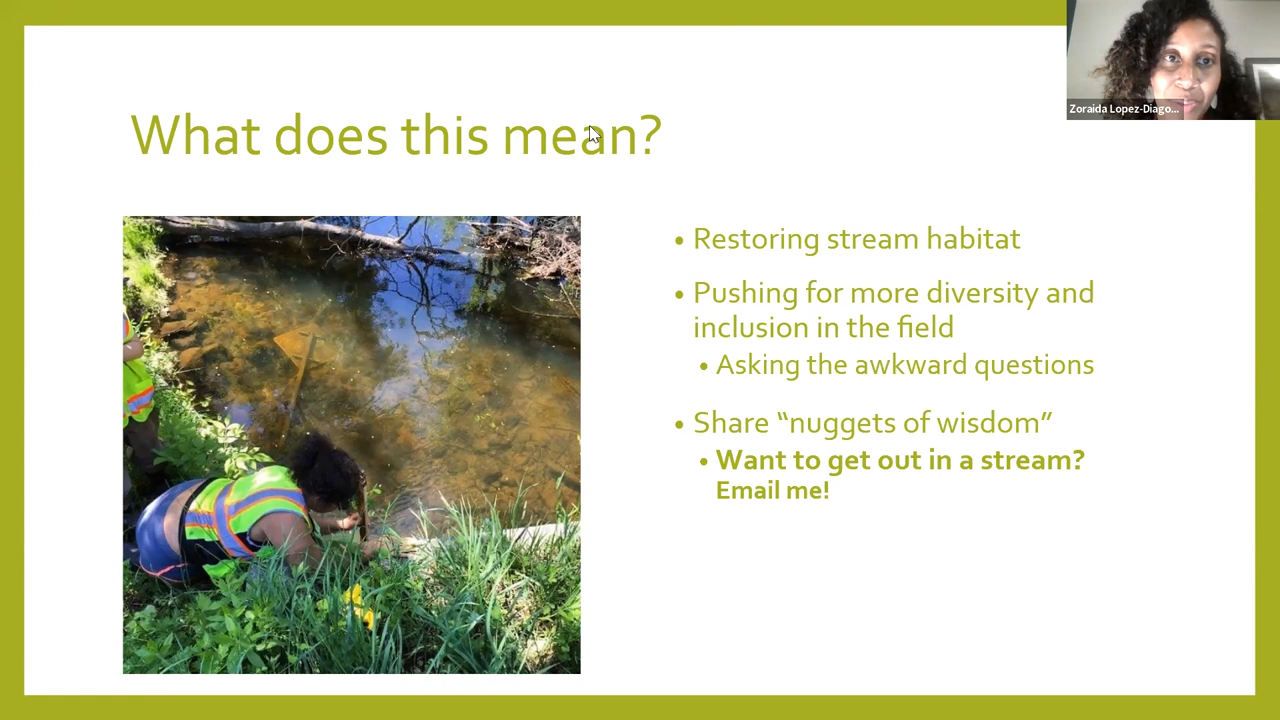 Zoraida Lopez-Diago...
What does this mean?
• Restoring stream habitat
• Pushing for more diversity and
inclusion in the field
• Asking the awkward questions
• Share “nuggets of wisdom”
• Want to get out in a stream?
Email me!